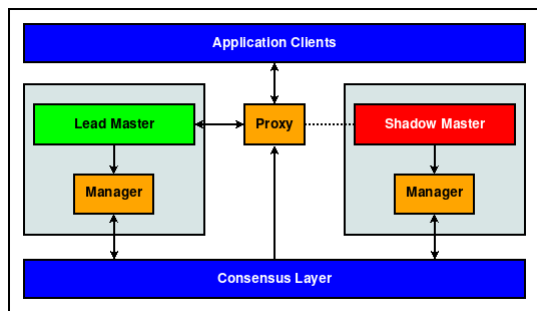 Application Clients
Lead Master
Proxy
Shadow Master
Manager
Manager
Consensus Layer